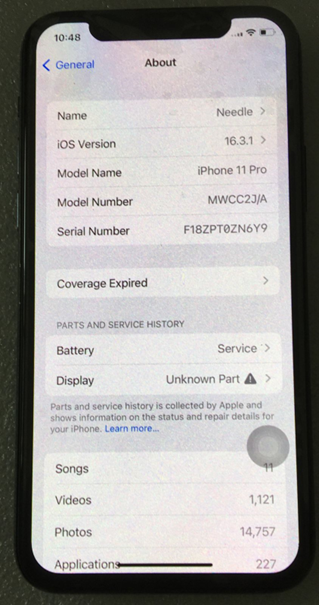 10:48
General
About
Name Needle
iOS Version 16.3.1
Model Name iPhone 11 Pro
Model Number MWCC2J/A
Serial Number F18ZPT0ZN6Y9
Coverage Expired
PARTS AND SERVICE HISTORY
Battery Service
Display Unknown Part
Parts and service history is collected by Apple and
shows information on the status and repair details for
your iPhone. Learn more...
Songs 11
Videos 1,121
Photos 14,757
Applications 227